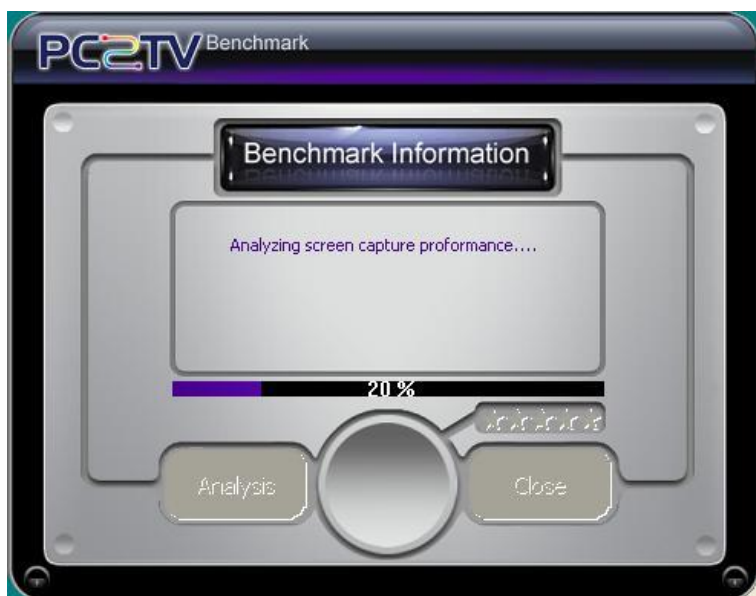 PC2TV Benchmark
Benchmark Information
Analyzing screen capture proformance....
20 %
Analysis
Close